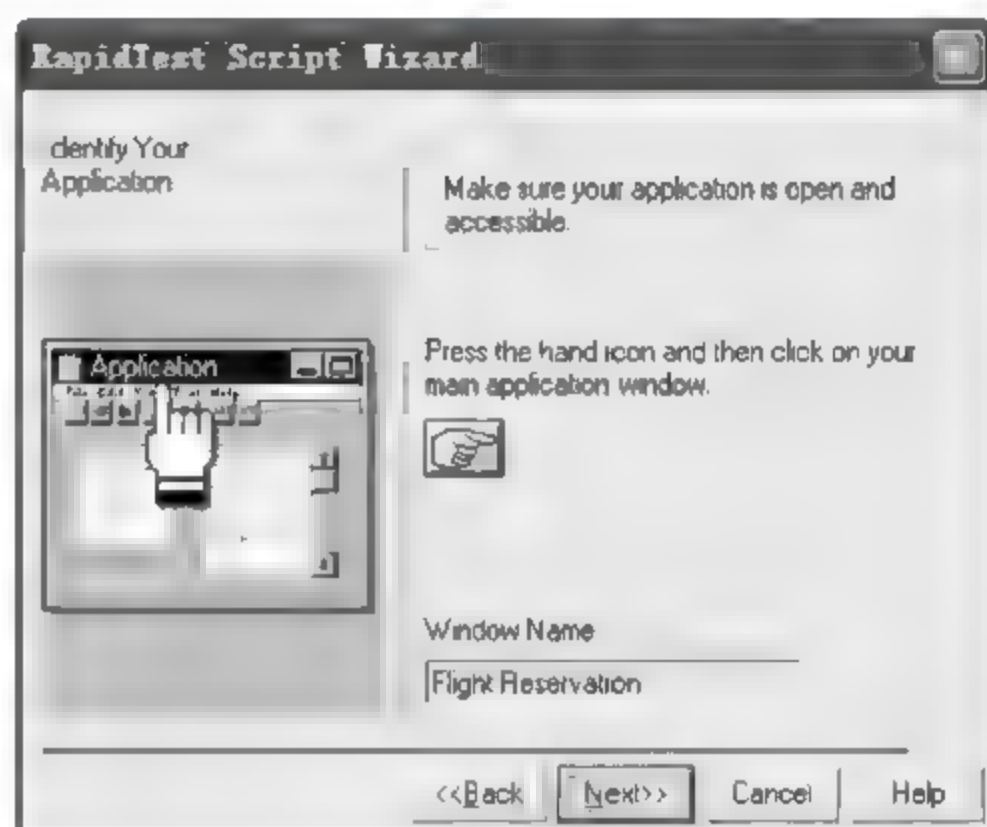 RapidTest Script Wizard
dentify Your
Application
Make sure your application is open and
accessible.
Application
Press the hand icon and then click on your
main application window.
Window Name
Flight Reservation
<<Back
Next>>
Cancel
Help